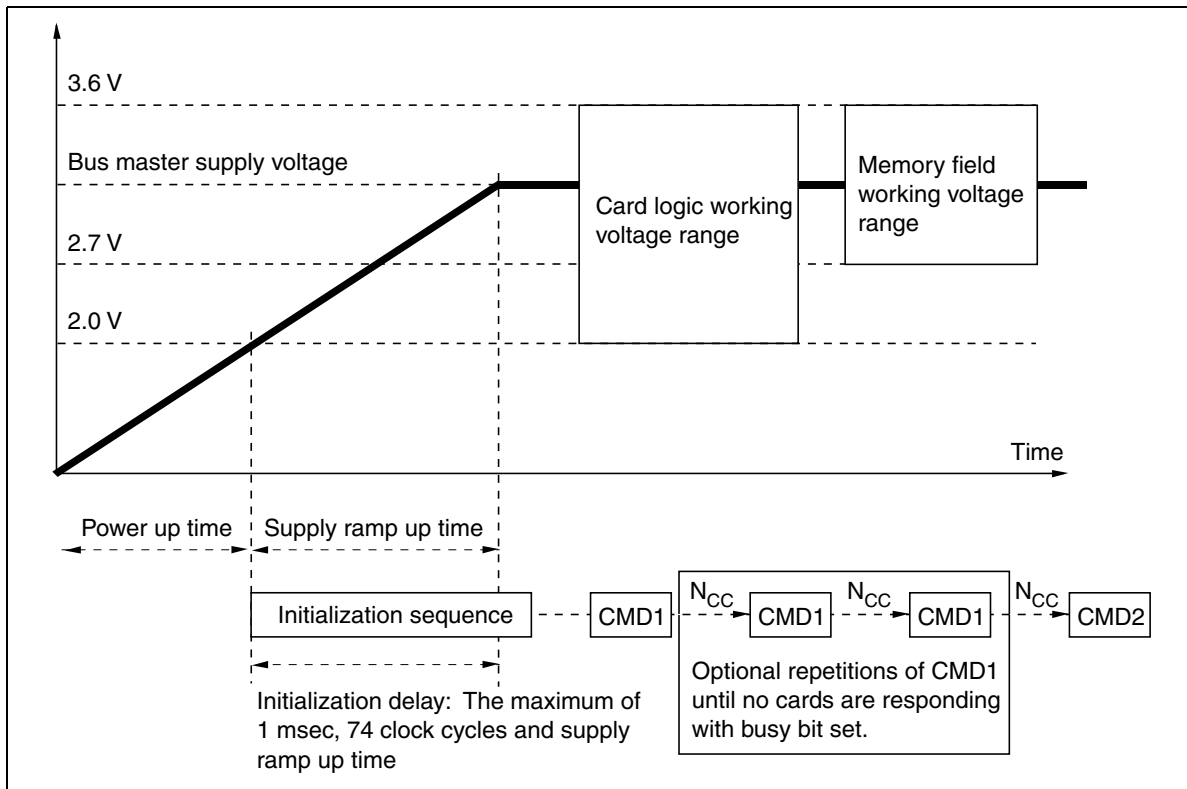 3.6 V
Bus master supply voltage
2.7 V
2.0 V
Card logic working
voltage range
Memory field
working voltage
range
Time
Power up time
Supply ramp up time
Initialization sequence
CMD1
N_CC
CMD1
N_CC
CMD1
N_CC
CMD2
Optional repetitions of CMD1
until no cards are responding
with busy bit set.
Initialization delay: The maximum of
1 msec, 74 clock cycles and supply
ramp up time